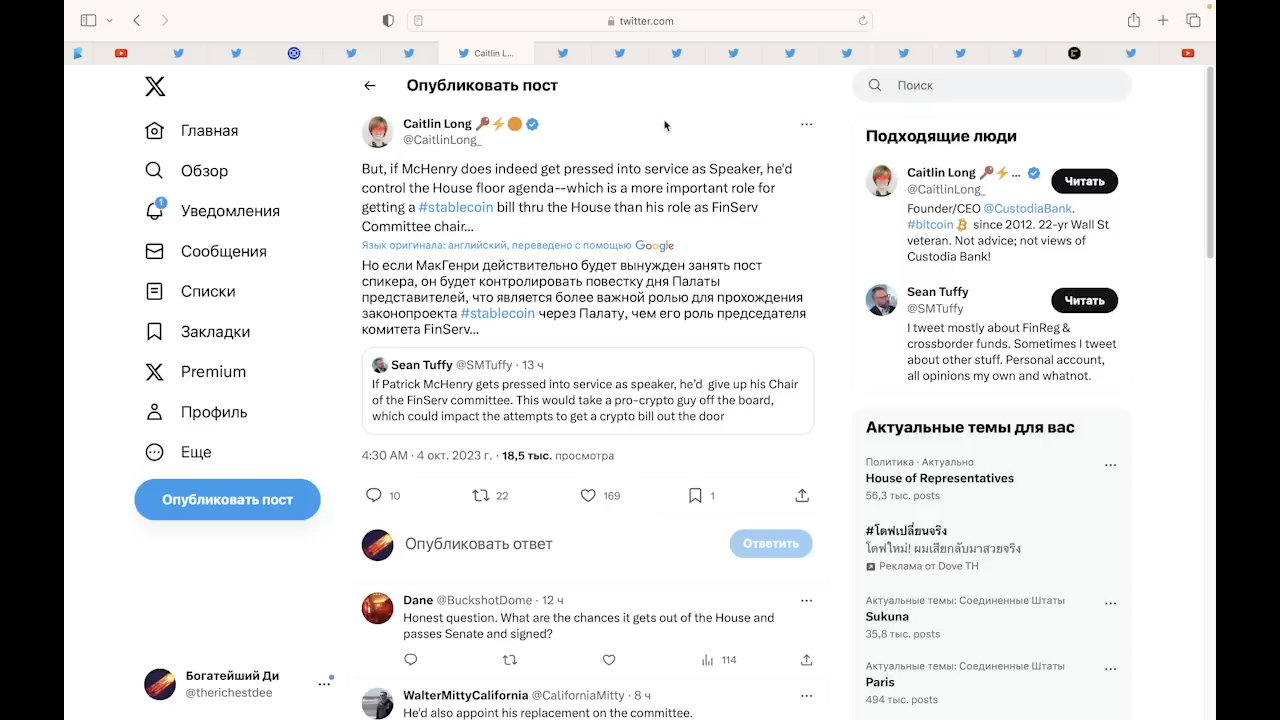 twitter.com
Caitlin L...
Главная
Обзор
1
Уведомления
Сообщения
Списки
Закладки
Premium
Профиль
Еще
Опубликовать пост
Богатейший Ди
@therichestdee
Опубликовать пост
Caitlin Long
@CaitlinLong_
But, if McHenry does indeed get pressed into service as Speaker, he'd
control the House floor agenda--which is a more important role for
getting a #stablecoin bill thru the House than his role as FinServ
Committee chair...
Язык оригинала: английский, переведено с помощью Google
Но если МакГенри действительно будет вынужден занять пост
спикера, он будет контролировать повестку дня Палаты
представителей, что является более важной ролью для прохождения
законопроекта #stablecoin через Палату, чем его роль председателя
комитета FinServ...
Sean Tuffy @SMTuffy · 13 ч
If Patrick McHenry gets pressed into service as speaker, he'd give up his Chair
of the FinServ committee. This would take a pro-crypto guy off the board,
which could impact the attempts to get a crypto bill out the door
4:30 AM · 4 окт. 2023 г. · 18,5 тыс. просмотра
10 22 169 1
Опубликовать ответ
Ответить
Dane @BuckshotDome · 12 ч
Honest question. What are the chances it gets out of the House and
passes Senate and signed?
114
WalterMittyCalifornia @CaliforniaMitty · 8 ч
He'd also appoint his replacement on the committee.
Поиск
Подходящие люди
Caitlin Long ...
@CaitlinLong_
Читать
Founder/CEO @CustodiaBank.
#bitcoin since 2012. 22-yr Wall St
veteran. Not advice; not views of
Custodia Bank!
Sean Tuffy
@SMTuffy
Читать
I tweet mostly about FinReg &
crossborder funds. Sometimes I tweet
about other stuff. Personal account,
all opinions my own and whatnot.
Актуальные темы для вас
Политика · Актуально
House of Representatives
56,3 тыс. posts
#โดฟเปลี่ยนจริง
โดฟใหม่! ผมเสียกลับมาสวยจริง
Реклама от Dove TH
Актуальные темы: Соединенные Штаты
Sukuna
35,8 тыс. posts
Актуальные темы: Соединенные Штаты
Paris
494 тыс. posts